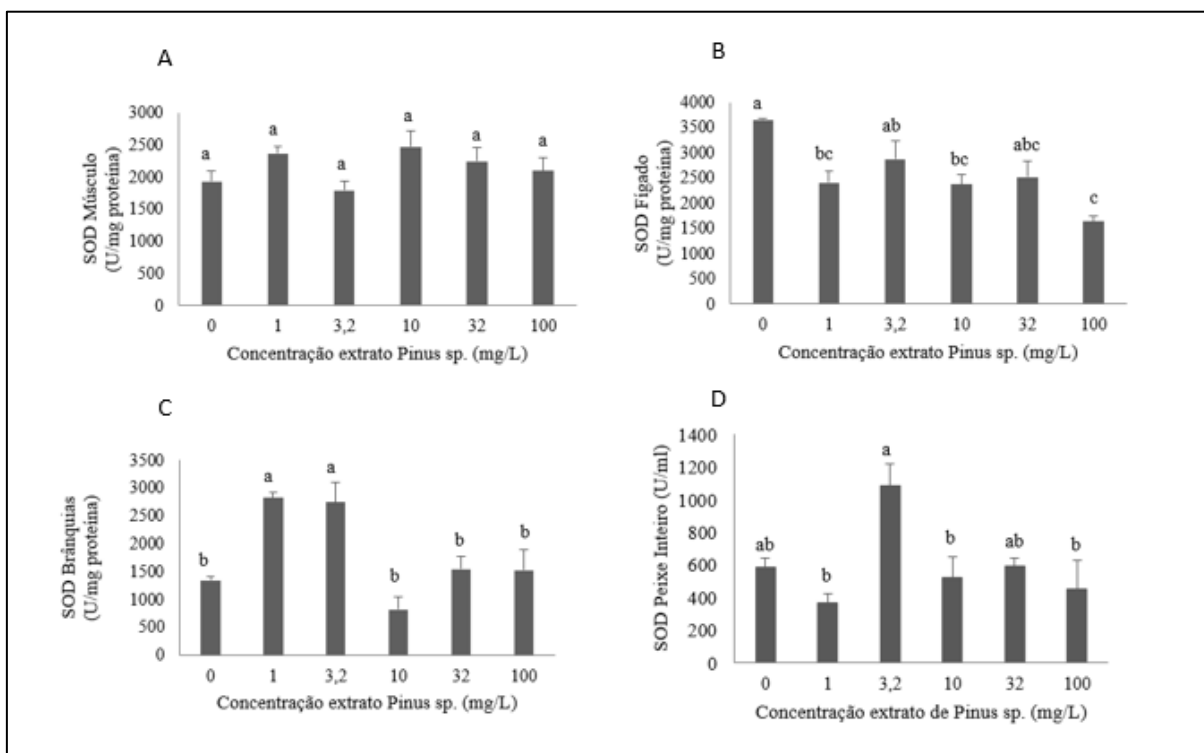 A
SOD Músculo
(U/mg proteína)
3000
2500
2000
1500
1000
500
0
a
a
a
a
a
a
0 1 3,2 10 32 100
Concentração extrato Pinus sp. (mg/L)
B
SOD Fígado
(U/mg proteína)
4000
3500
3000
2500
2000
1500
1000
500
0
a
bc
ab
bc
abc
c
0 1 3,2 10 32 100
Concentração extrato Pinus sp. (mg/L)
C
SOD Brânquias
(U/mg proteína)
3500
3000
2500
2000
1500
1000
500
0
b
a
a
b
b
b
0 1 3,2 10 32 100
Concentração extrato Pinus sp. (mg/L)
D
SOD Peixe Inteiro (U/ml)
1400
1200
1000
800
600
400
200
0
ab
b
a
b
ab
b
0 1 3,2 10 32 100
Concentração extrato de Pinus sp. (mg/L)